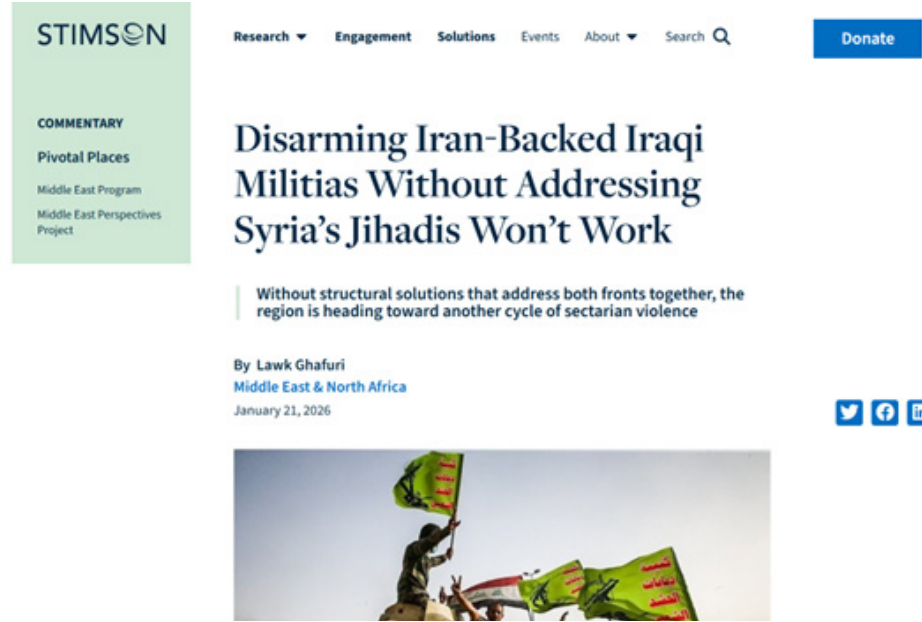 STIMSON
Research
Engagement
Solutions
Events
About
Search
Donate
COMMENTARY
Pivotal Places
Middle East Program
Middle East Perspectives
Project
Disarming Iran-Backed Iraqi
Militias Without Addressing
Syria's Jihadis Won't Work
Without structural solutions that address both fronts together, the
region is heading toward another cycle of sectarian violence
By Lawk Ghafuri
Middle East & North Africa
January 21, 2026
كتيبة
دبابات
الحشد